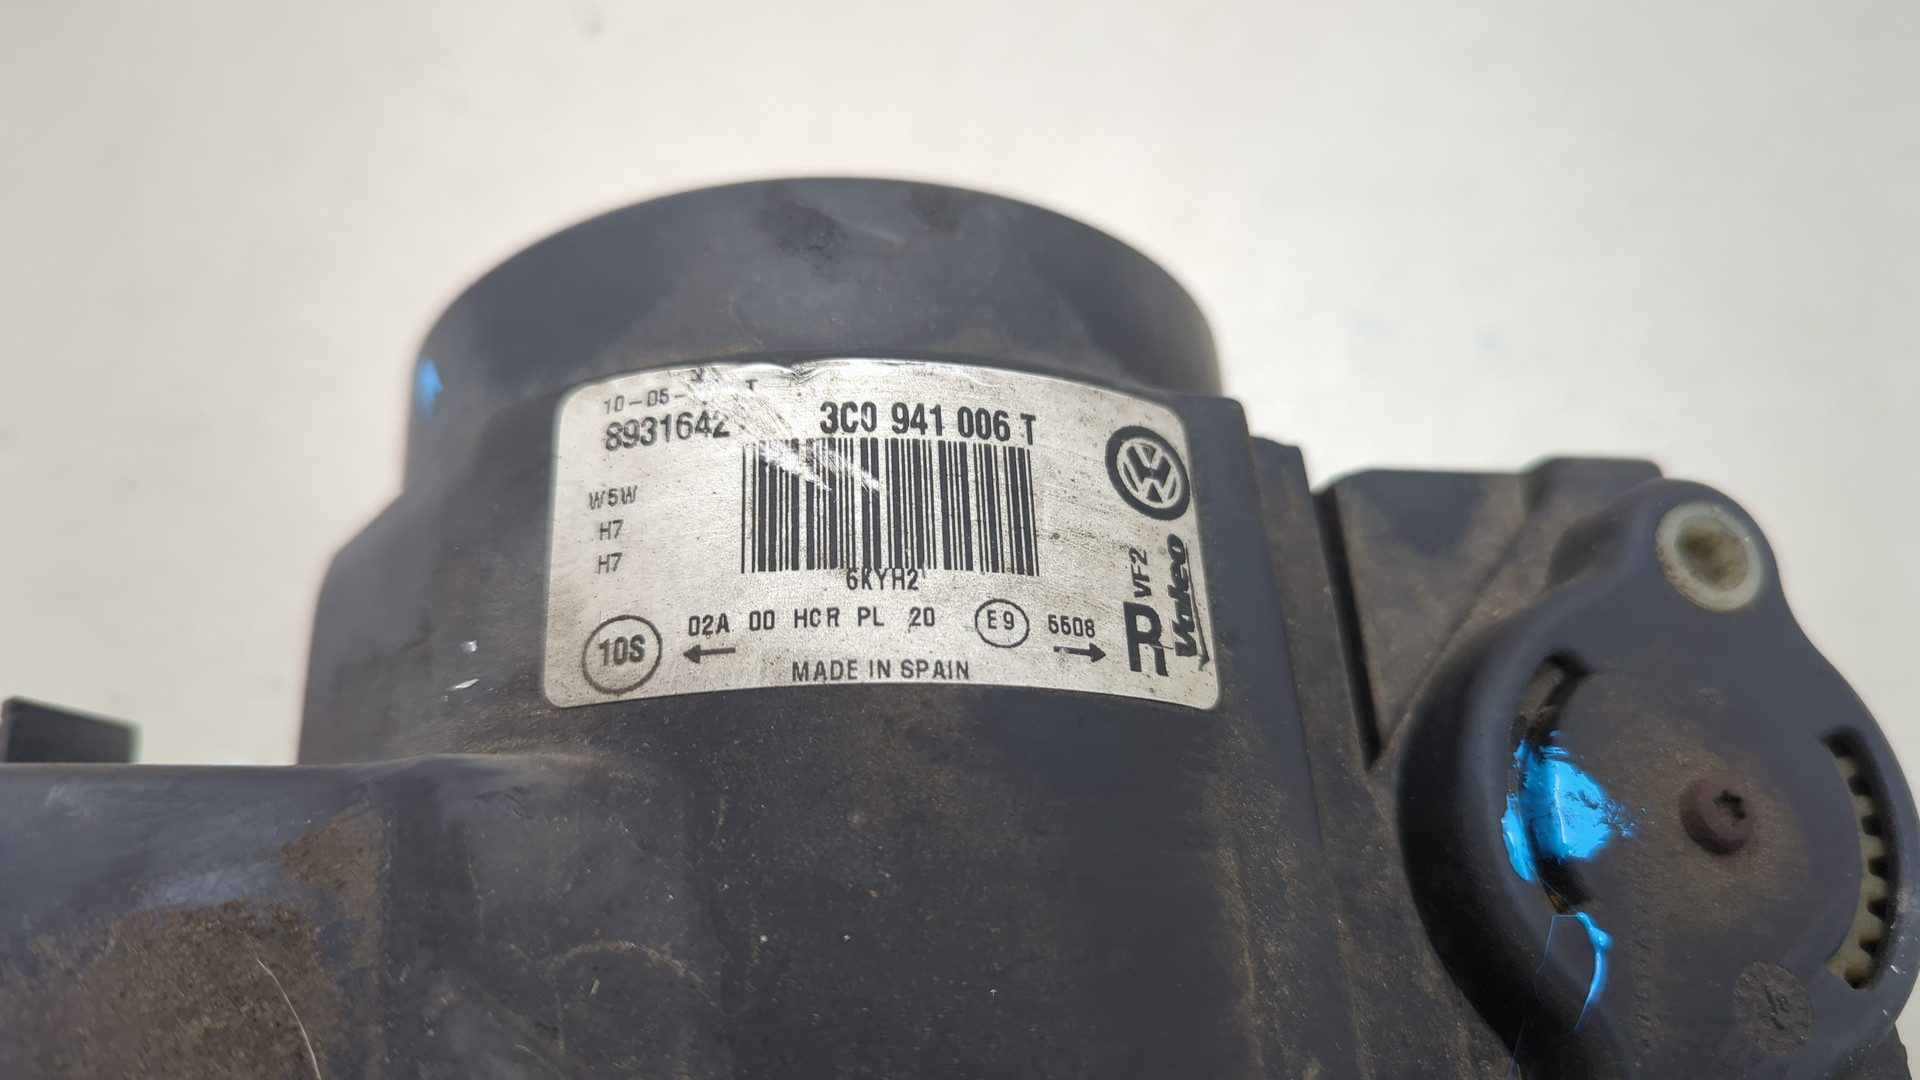 10-05-
8931642
3C0 941 006 T
W5W
H7
H7
6KYH2
10S
02A 00 HCR PL 20 E9 5508
MADE IN SPAIN
R VF2
Valeo